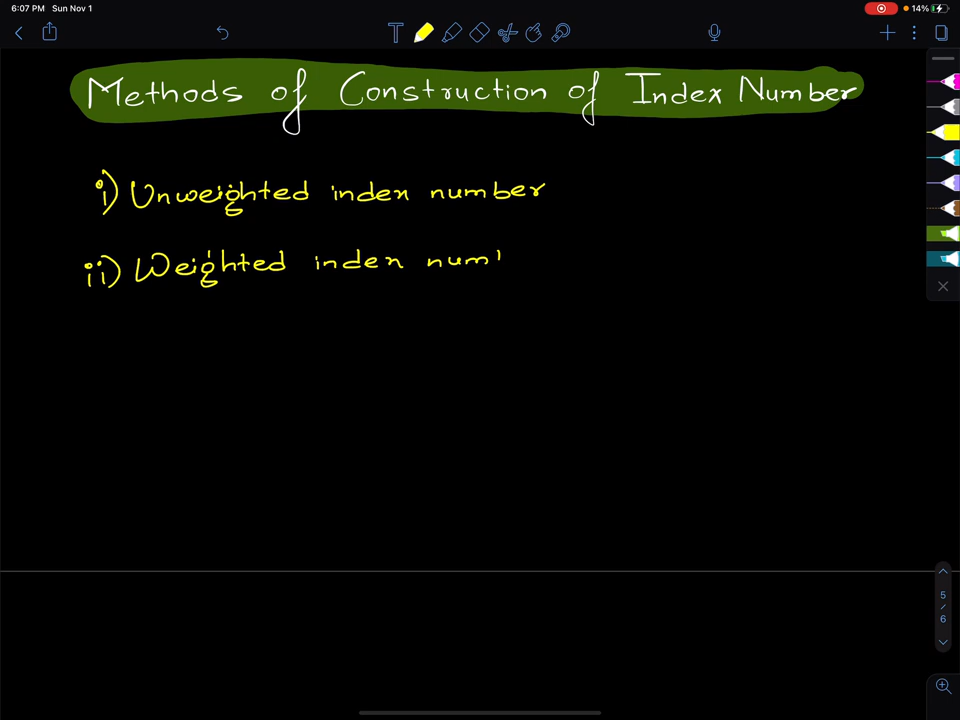 6:07 PM Sun Nov 1
14%
Methods of Construction of Index Number
i) Unweighted index number
ii) Weighted index num
5
/
6